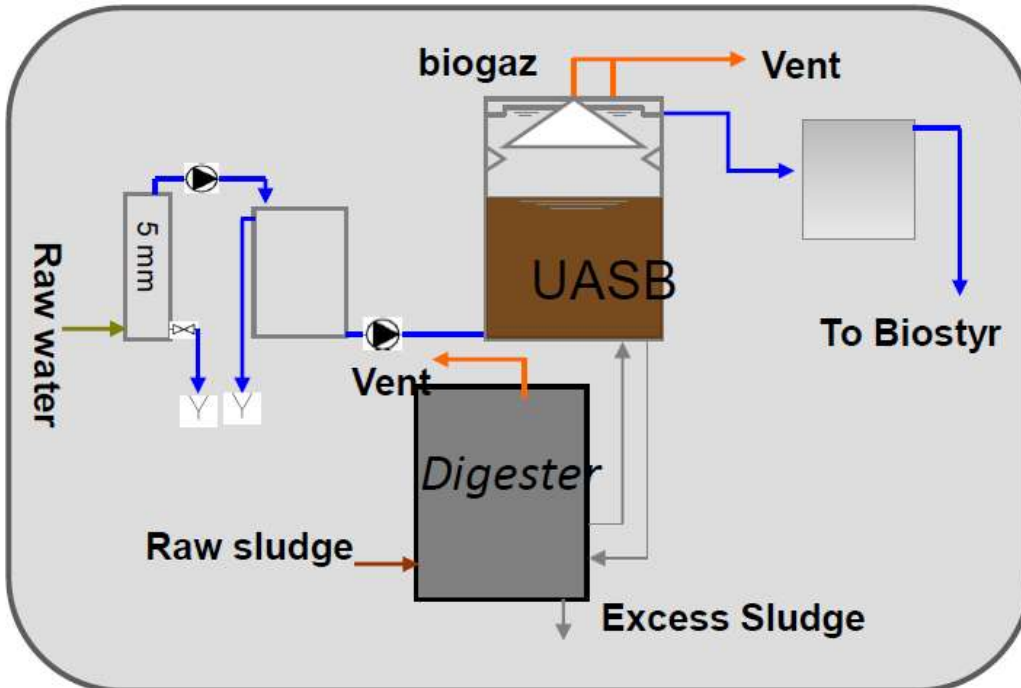 biogaz
Vent
5 mm
Raw water
UASB
To Biostyr
Vent
Digester
Raw sludge
Excess Sludge